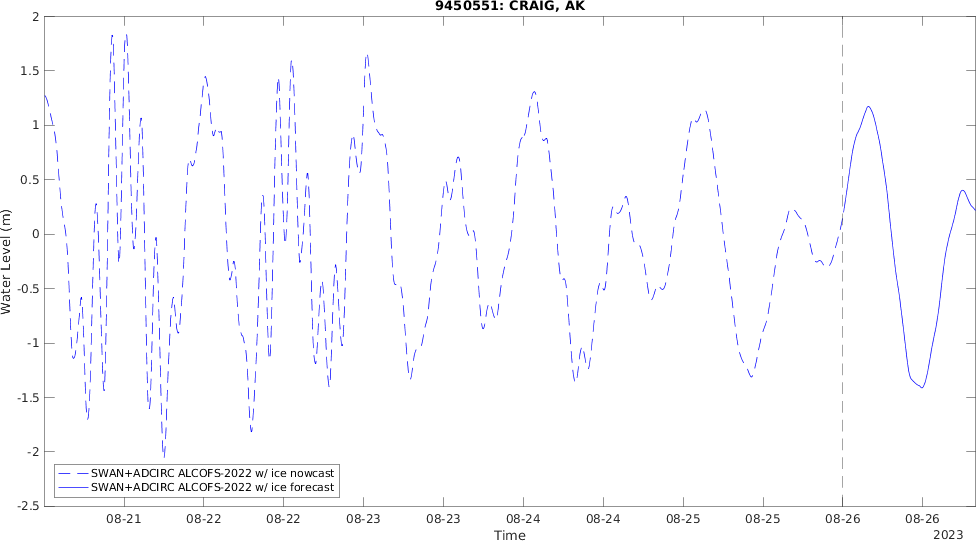 9450551: CRAIG, AK
2
1.5
1
0.5
0
-0.5
-1
-1.5
-2
-2.5
Water Level (m)
SWAN+ADCIRC ALCOFS-2022 w/ ice nowcast
SWAN+ADCIRC ALCOFS-2022 w/ ice forecast
08-21 08-22 08-22 08-23 08-23 08-24 08-24 08-25 08-25 08-26 08-26
Time
2023